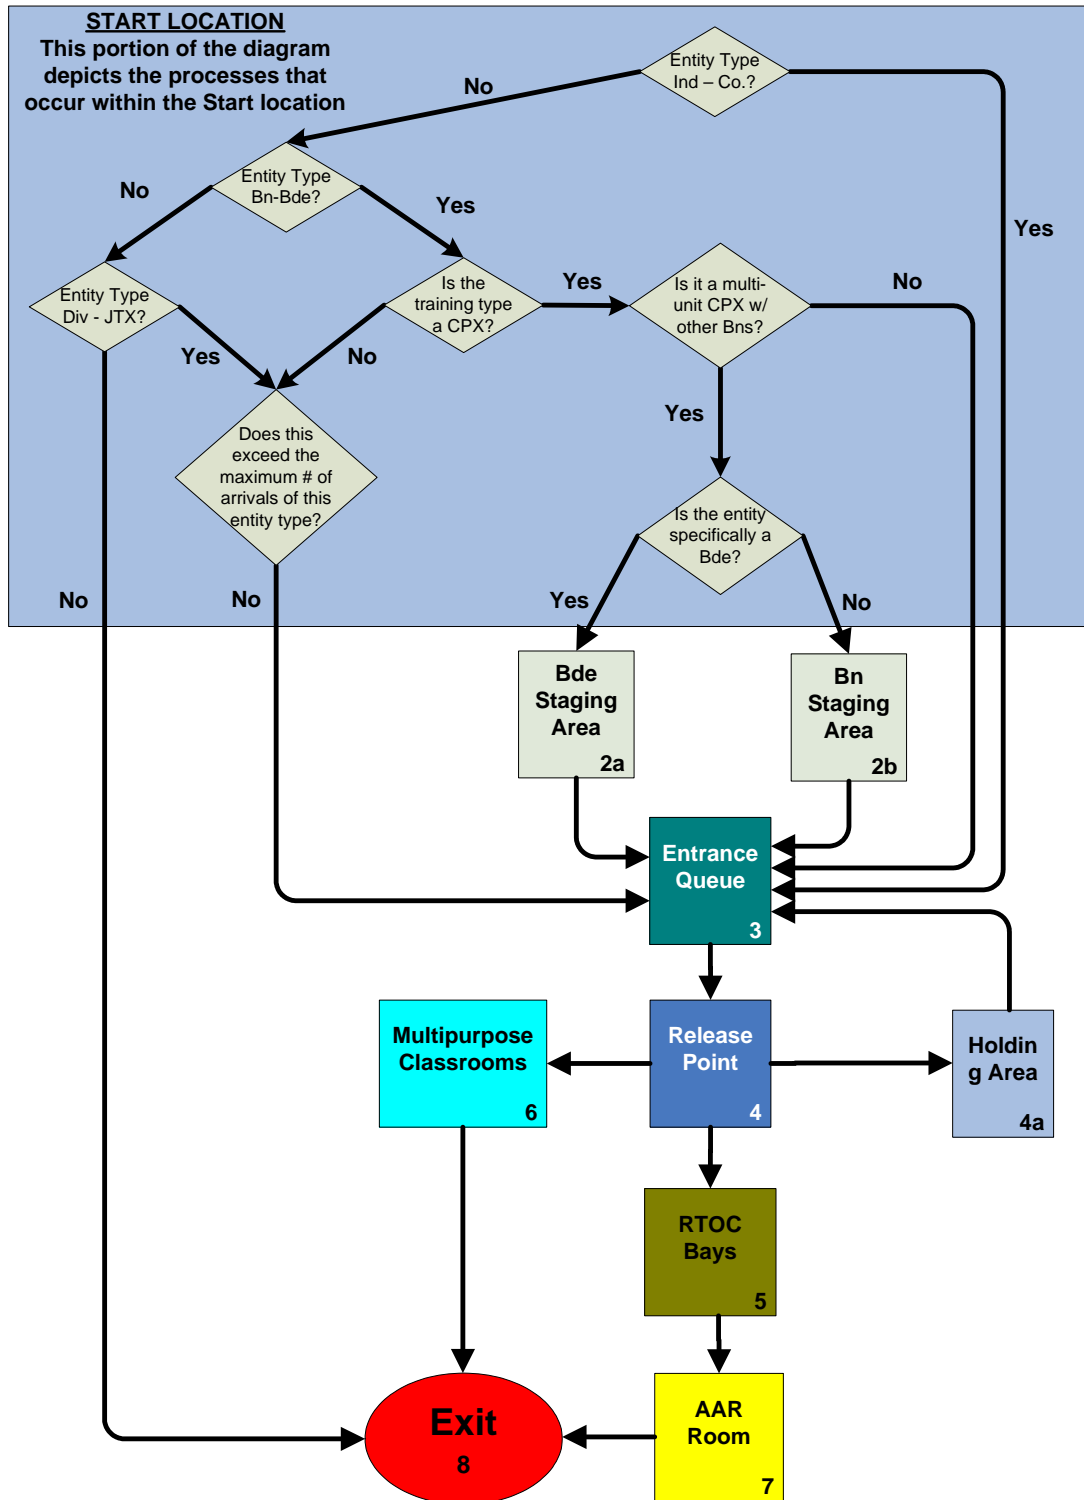 START LOCATION
This portion of the diagram
depicts the processes that
occur within the Start location
Entity Type
Ind – Co.?
No
Yes
Entity Type
Bn-Bde?
No
Yes
Entity Type
Div - JTX?
Yes
No
Is the
training type
a CPX?
Yes
No
Is it a multi-
unit CPX w/
other Bns?
No
Yes
Does this
exceed the
maximum # of
arrivals of this
entity type?
No
Is the entity
specifically a
Bde?
Yes
No
Bde
Staging
Area
2a
Bn
Staging
Area
2b
Entrance
Queue
3
Multipurpose
Classrooms
6
Release
Point
4
Holdin
g Area
4a
RTOC
Bays
5
Exit
8
AAR
Room
7